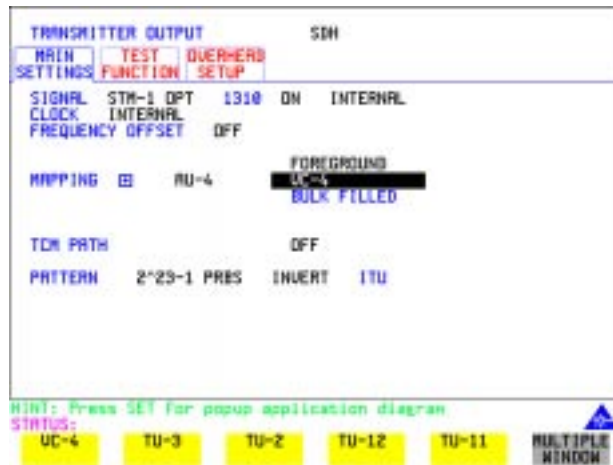 TRANSMITTER OUTPUT SDH
MAIN SETTINGS TEST FUNCTION OVERHEAD SETUP
SIGNAL STM-1 OPT 1310 ON INTERNAL
CLOCK INTERNAL
FREQUENCY OFFSET OFF
FOREGROUND
MAPPING AU-4 VC-4
BULK FILLED
TCM PATH OFF
PATTERN 2^23-1 PRBS INVERT ITU
HINT: Press SET for popup application diagram
STATUS:
VC-4 TU-3 TU-2 TU-12 TU-11 MULTIPLE WINDOW